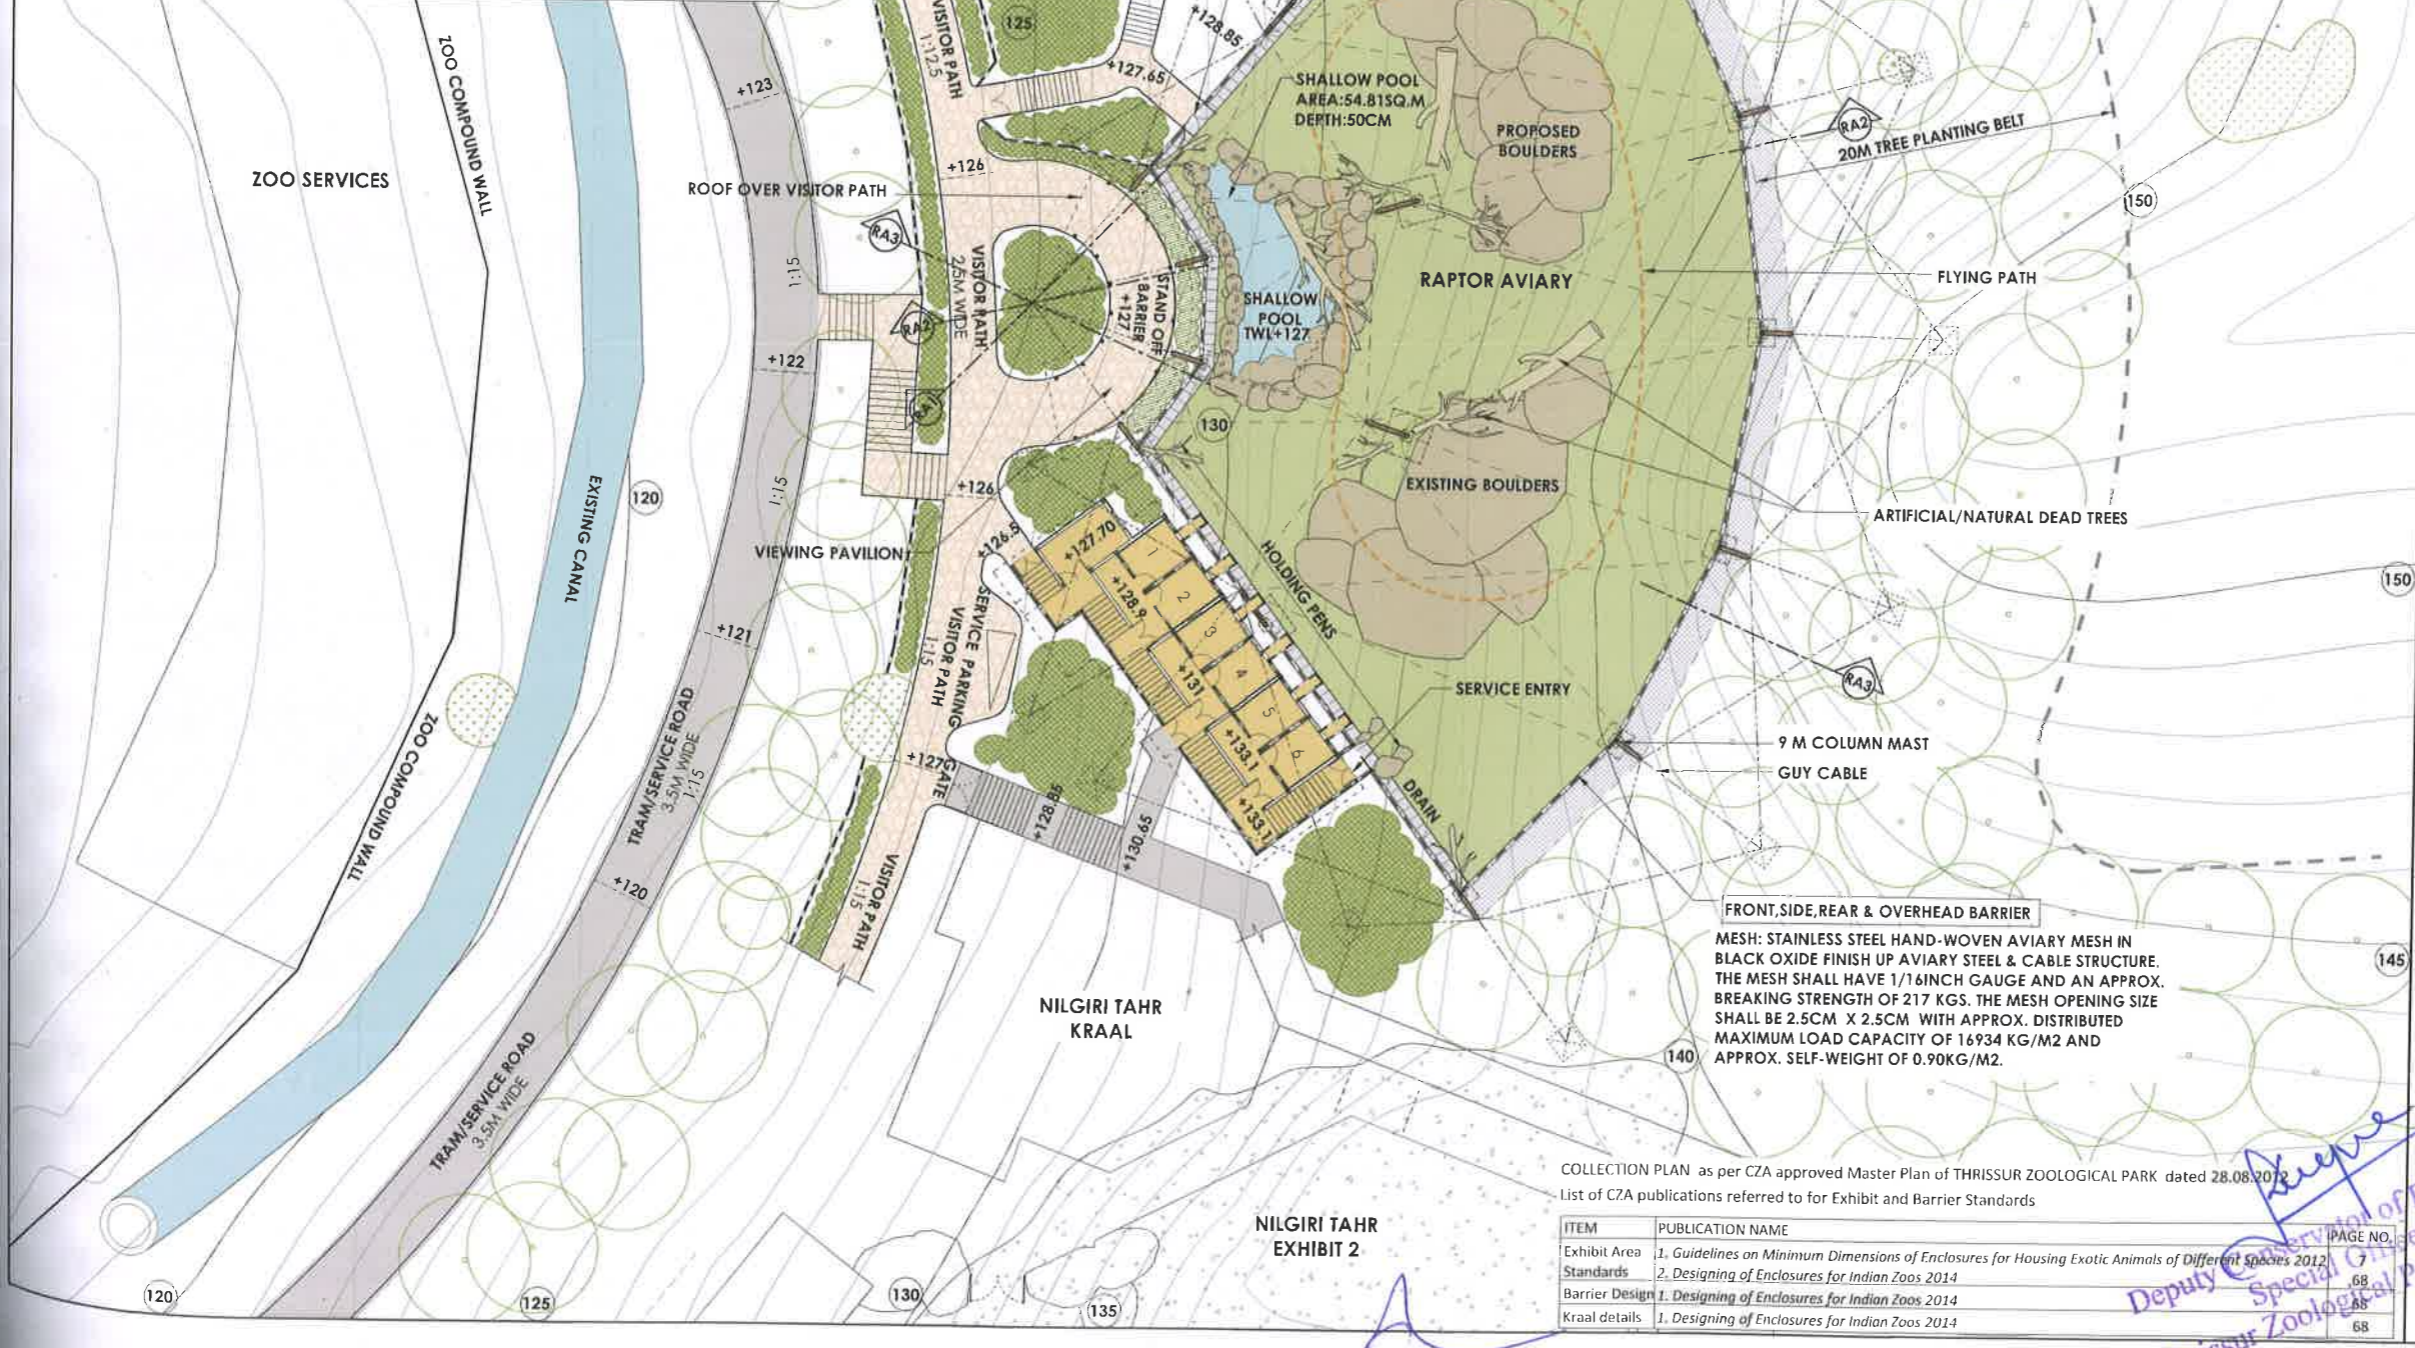 ZOO SERVICES
ZOO COMPOUND WALL
ZOO COMPOUND WALL
EXISTING CANAL
120
+123
1:15
+122
1:15
+121
TRAM/SERVICE ROAD
3.5M WIDE
1:15
+120
TRAM/SERVICE ROAD
3.5M WIDE
VISITOR PATH
1:12.5
125
+128.85
+127.65
+126
ROOF OVER VISITOR PATH
RA3
RA2
RA1
VISITOR PATH
2.5M WIDE
STAND OFF
BARRIER
+127
+126
VIEWING PAVILION
+126.5
SERVICE PARKING
VISITOR PATH
1:15
+127
GATE
VISITOR PATH
1:15
+127.70
+128.9
+131
+133.1
+133.1
1
2
3
4
5
6
+128.85
+130.65
SHALLOW POOL
AREA:54.81SQ.M
DEPTH:50CM
PROPOSED
BOULDERS
RAPTOR AVIARY
SHALLOW
POOL
TWL+127
130
EXISTING BOULDERS
HOLDING PENS
SERVICE ENTRY
DRAIN
RA2
20M TREE PLANTING BELT
150
FLYING PATH
ARTIFICIAL/NATURAL DEAD TREES
150
RA3
9 M COLUMN MAST
GUY CABLE
FRONT,SIDE,REAR & OVERHEAD BARRIER
MESH: STAINLESS STEEL HAND-WOVEN AVIARY MESH IN
BLACK OXIDE FINISH UP AVIARY STEEL & CABLE STRUCTURE.
THE MESH SHALL HAVE 1/16INCH GAUGE AND AN APPROX.
BREAKING STRENGTH OF 217 KGS. THE MESH OPENING SIZE
SHALL BE 2.5CM X 2.5CM WITH APPROX. DISTRIBUTED
MAXIMUM LOAD CAPACITY OF 16934 KG/M2 AND
APPROX. SELF-WEIGHT OF 0.90KG/M2.
145
140
NILGIRI TAHR
KRAAL
NILGIRI TAHR
EXHIBIT 2
120
125
130
135
COLLECTION PLAN as per CZA approved Master Plan of THRISSUR ZOOLOGICAL PARK dated 28.08.2012
List of CZA publications referred to for Exhibit and Barrier Standards
ITEM PUBLICATION NAME PAGE NO.
Exhibit Area 1. Guidelines on Minimum Dimensions of Enclosures for Housing Exotic Animals of Different Species 2012 7
Standards 2. Designing of Enclosures for Indian Zoos 2014 68
Barrier Design 1. Designing of Enclosures for Indian Zoos 2014 68
Kraal details 1. Designing of Enclosures for Indian Zoos 2014 68
Deputy Conservator of
Special
Zoological